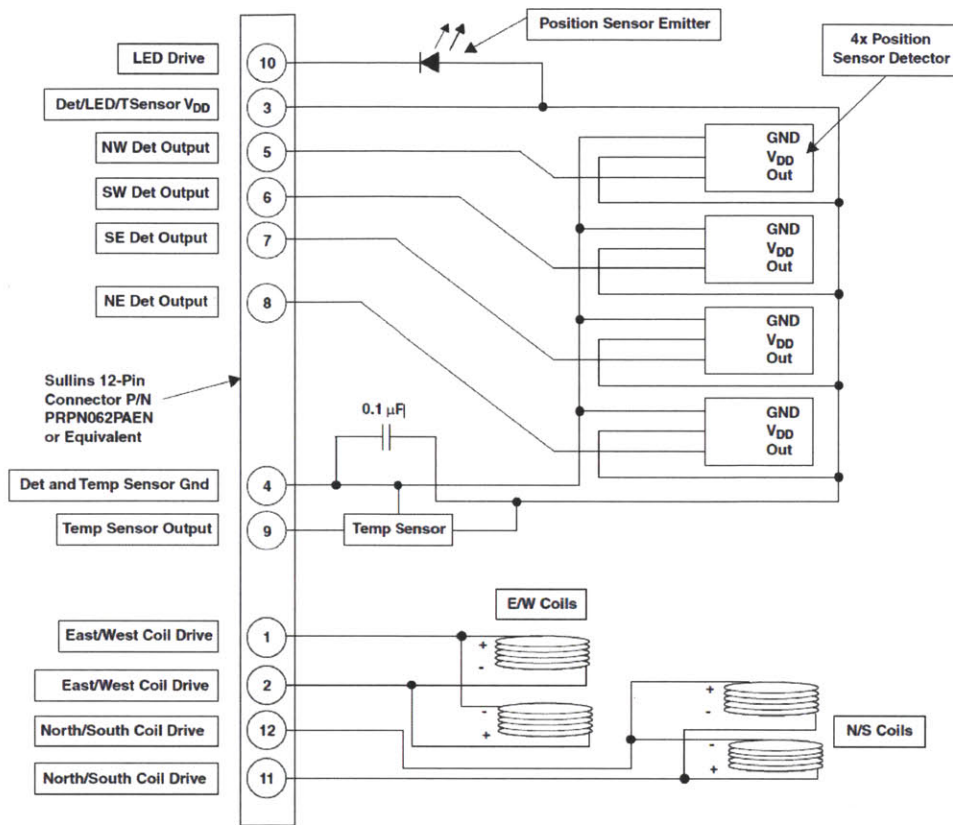 Position Sensor Emitter
4x Position
Sensor Detector
LED Drive
10
Det/LED/TSensor VDD
3
NW Det Output
5
SW Det Output
6
SE Det Output
7
NE Det Output
8
GND
VDD
Out
GND
VDD
Out
GND
VDD
Out
GND
VDD
Out
Sullins 12-Pin
Connector P/N
PRPN062PAEN
or Equivalent
0.1 µF
Det and Temp Sensor Gnd
4
Temp Sensor Output
9
Temp Sensor
E/W Coils
East/West Coil Drive
1
+
-
East/West Coil Drive
2
-
+
North/South Coil Drive
12
+
-
N/S Coils
North/South Coil Drive
11
-
+